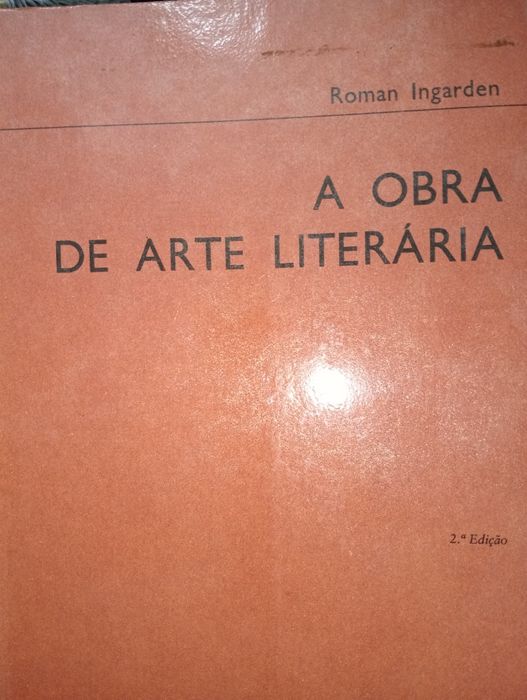 Roman Ingarden
A OBRA
DE ARTE LITERÁRIA
2.ª Edição